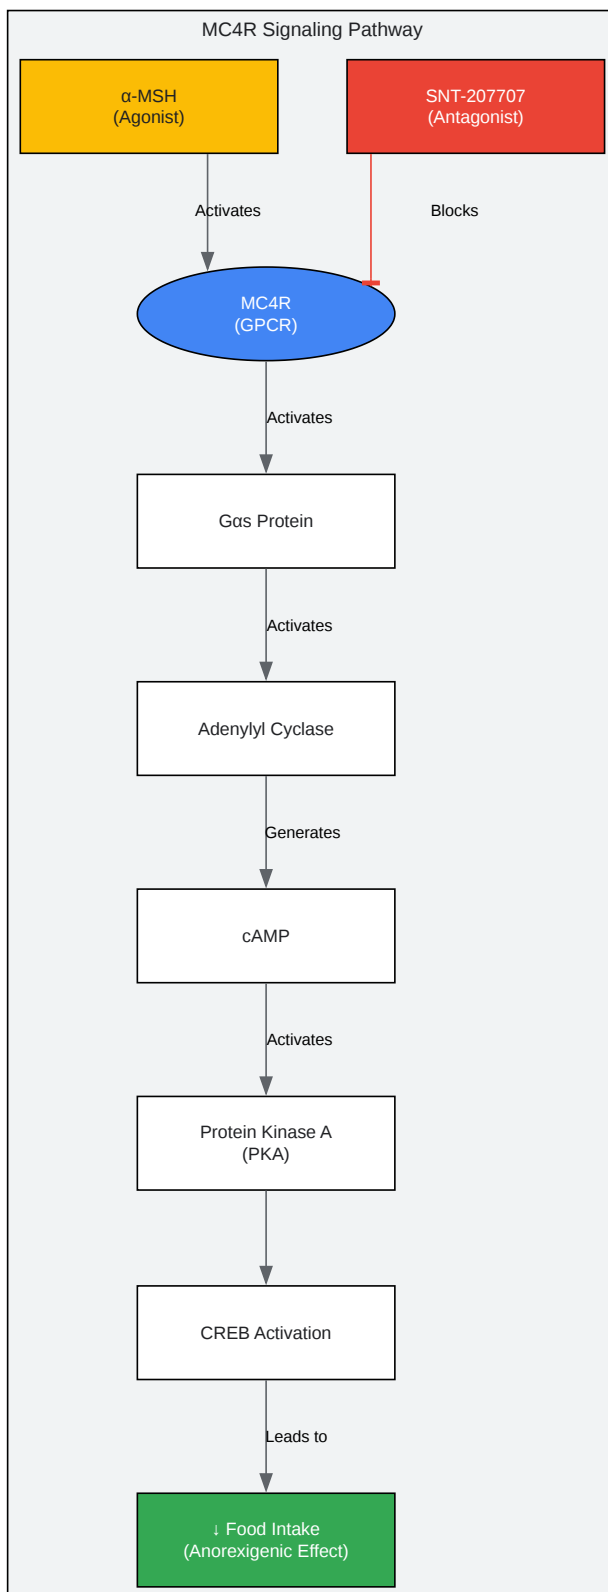 MC4R Signaling Pathway
α-MSH
(Agonist)
SNT-207707
(Antagonist)
Activates
Blocks
MC4R
(GPCR)
Activates
Gαs Protein
Activates
Adenylyl Cyclase
Generates
cAMP
Activates
Protein Kinase A
(PKA)
CREB Activation
Leads to
↓ Food Intake
(Anorexigenic Effect)